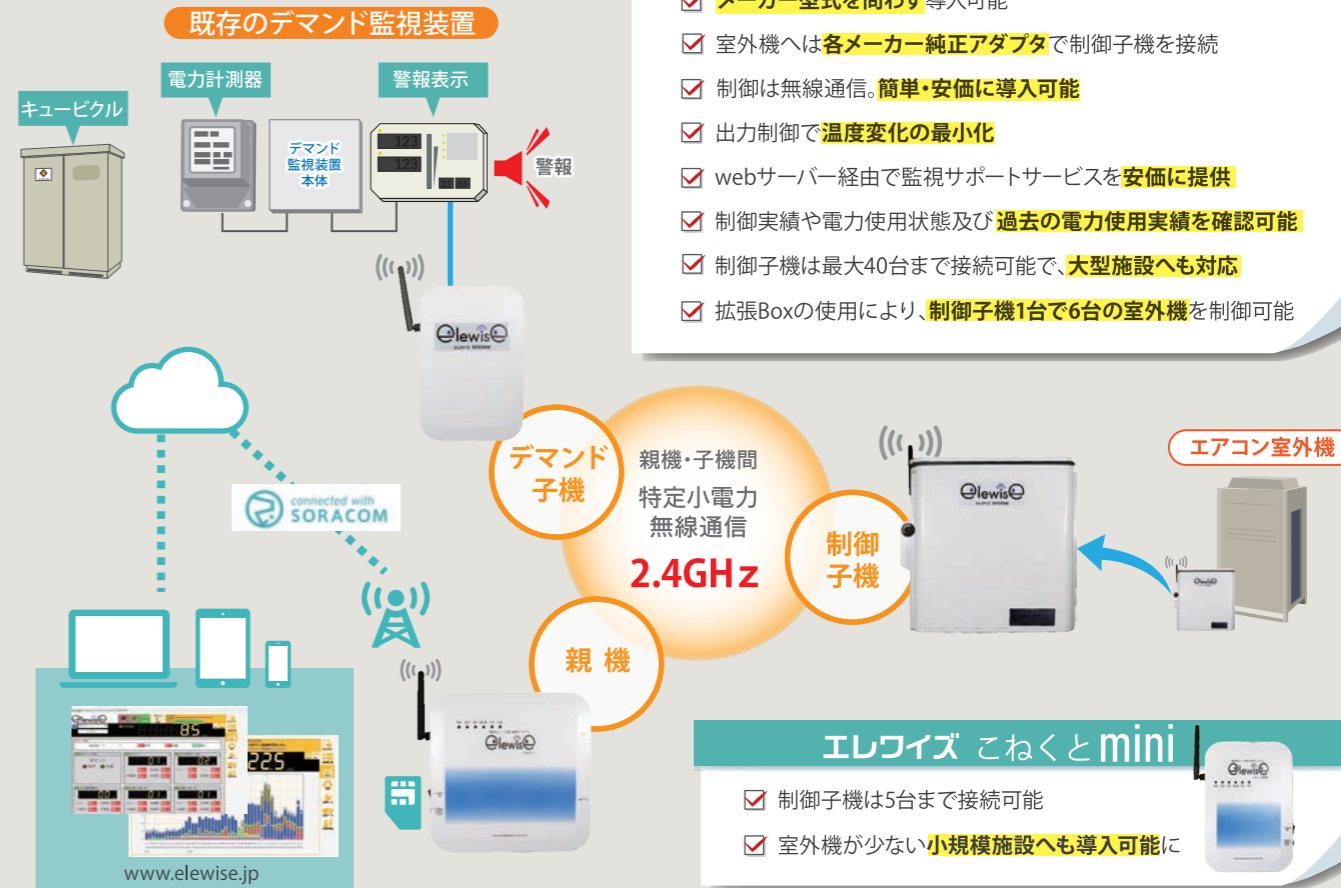 既存のデマンド監視装置
キュービクル
電力計測器
警報表示
デマンド
監視装置
本体
123
123
警報
メーカー型式を問わず導入可能
室外機へは各メーカー純正アダプタで制御子機を接続
制御は無線通信。簡単・安価に導入可能
出力制御で温度変化の最小化
webサーバー経由で監視サポートサービスを安価に提供
制御実績や電力使用状態及び過去の電力使用実績を確認可能
制御子機は最大40台まで接続可能で、大型施設へも対応
拡張Boxの使用により、制御子機1台で6台の室外機を制御可能
elewise
デマンド
子機
親機・子機間
特定小電力
無線通信
2.4GHz
制御
子機
親 機
elewise
エアコン室外機
connected with
SORACOM
elewise
www.elewise.jp
エレワイズ こねくとmini
制御子機は5台まで接続可能
室外機が少ない小規模施設へも導入可能に
elewise